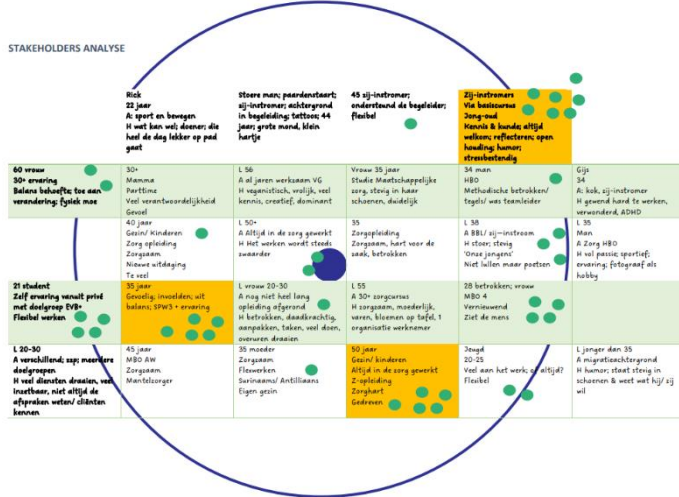 STAKEHOLDERS ANALYSE
Rick
22 jaar
A: sport en bewegen
H wat kan wel; doener; die
heel de dag lekker op pad
gaat
Stoere man; paardenstaart;
zij-instromer; achtergrond
in begeleiding; tattoos; 44
jaar; grote mond, klein
hartje
45 zij-instromer;
ondersteund de begeleider;
flexibel
Zij-instromers
Via basiscursus
Jong-oud
Kennis & kunde; altijd
welkom; reflecteren; open
houding; humor;
stressbestendig
60 vrouw
30+ ervaring
Balans behoefte; toe aan
verandering; fysiek moe
30+
Mamma
Parttime
Veel verantwoordelijkheid
Gevoel
L 56
A al jaren werkzaam VG
H veganistisch, vrolijk, veel
kennis, creatief, dominant
Vrouw 35 jaar
Studie Maatschappelijke
zorg, stevig in haar
schoenen, duidelijk
34 man
HBO
Methodische betrokken/
tegels/ was teamleider
Gijs
34
A: kok, zij-instromer
H gewend hard te werken,
verwonderd, ADHD
40 jaar
Gezin/ Kinderen
Zorg opleiding
Zorgzaam
Nieuwe uitdaging
Te veel
L 50+
A Altijd in de zorg gewerkt
H Het werken wordt steeds
zwaarder
35
Zorgopleiding
Zorgzaam, hart voor de
zaak, betrokken
L 38
A BBL/ zij-instroom
H stoer; stevig
'Onze jongens'
Niet lullen maar poetsen
L 35
Man
A Zorg HBO
H vol passie; sportief;
ervaring; fotograaf als
hobby
21 student
Zelf ervaring vanuit privé
met doelgroep EVB+
Flexibel werken
35 jaar
Gevoelig; invoelden; uit
balans; SPW3 + ervaring
L vrouw 20-30
A nog niet heel lang
opleiding afgerond
H betrokken, daadkrachtig,
aanpakken, taken, veel doen,
overuren draaien
L 55
A 30+ zorgcursus
H zorgzaam, moederlijk,
varen, bloemen op tafel, 1
organisatie werknemer
28 betrokken; vrouw
MBO 4
Vernieuwend
Ziet de mens
L 20-30
A verschillend; zzp; meerdere
doelgroepen
H veel diensten draaien, veel
inzetbaar, niet altijd de
afspraken weten/ cliënten
kennen
45 jaar
MBO AW
Zorgzaam
Mantelzorger
35 moeder
Zorgzaam
Flexwerken
Surinaams/ Antilliaans
Eigen gezin
50 jaar
Gezin/ kinderen
Altijd in de zorg gewerkt
Z-opleiding
Zorghart
Gedreven
Jeugd
20-25
Veel aan het werk; of altijd?
Flexibel
L jonger dan 35
A migratieachtergrond
H humor; staat stevig in
schoenen & weet wat hij/ zij
wil